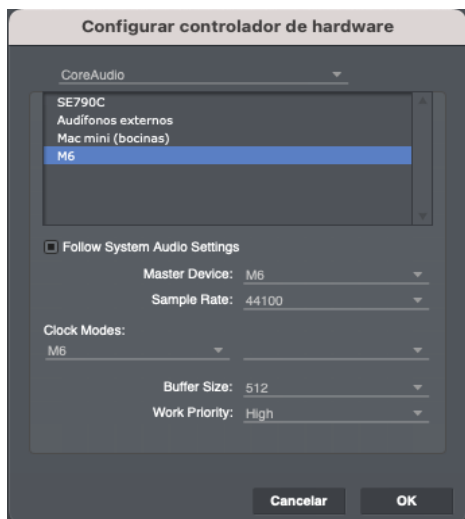 Configurar controlador de hardware
CoreAudio
SE790C
Audífonos externos
Mac mini (bocinas)
M6
Follow System Audio Settings
Master Device: M6
Sample Rate: 44100
Clock Modes:
M6
Buffer Size: 512
Work Priority: High
Cancelar OK